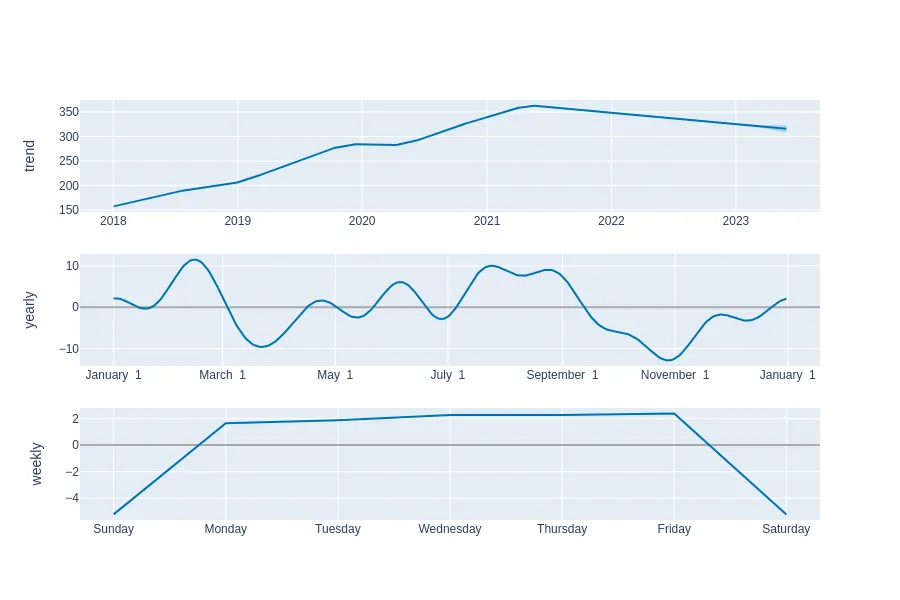 trend
350
300
250
200
150
2018 2019 2020 2021 2022 2023
yearly
10
0
−10
January 1 March 1 May 1 July 1 September 1 November 1 January 1
weekly
2
0
−2
−4
Sunday Monday Tuesday Wednesday Thursday Friday Saturday